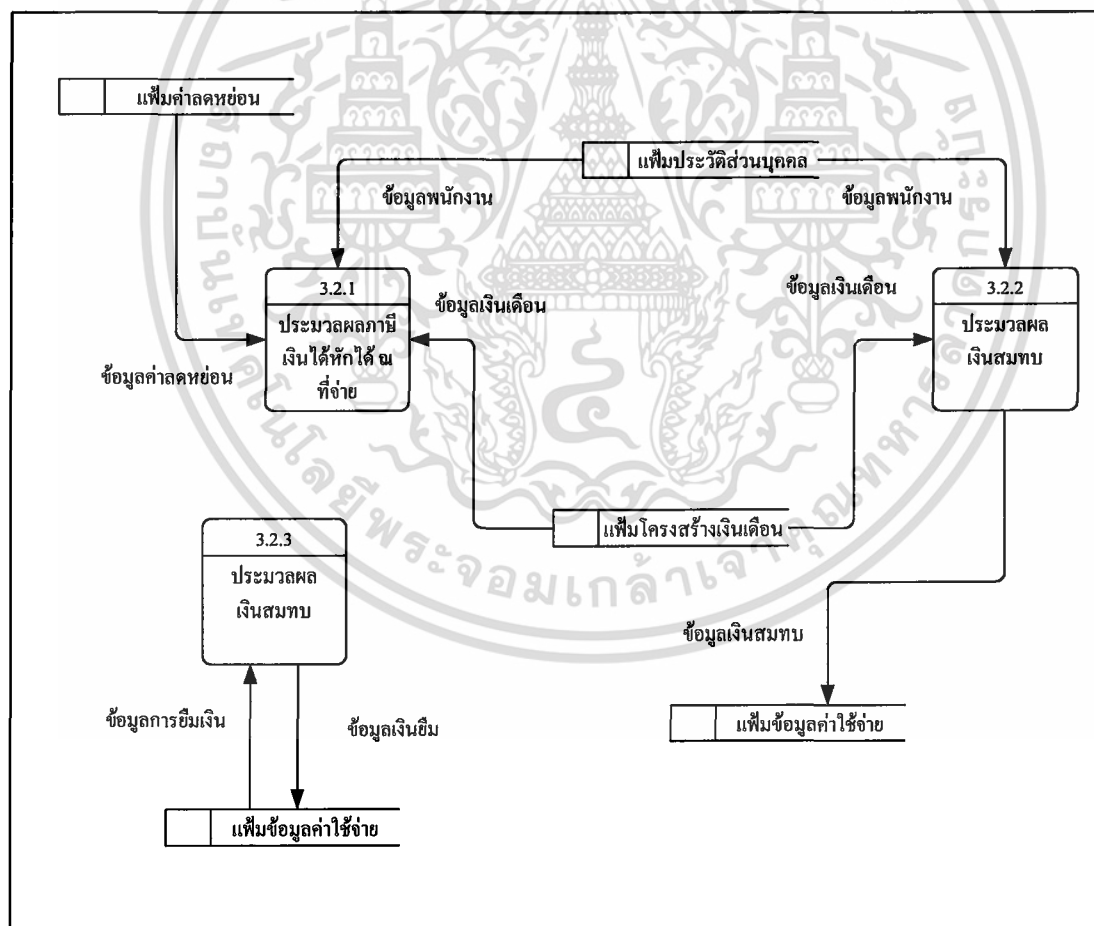 แฟ้มค่าลดหย่อน
แฟ้มประวัติส่วนบุคคล
ข้อมูลพนักงาน
ข้อมูลพนักงาน
3.2.1
ประมวลผลภาษี
เงินได้หักได้ ณ
ที่จ่าย
ข้อมูลเงินเดือน
ข้อมูลเงินเดือน
3.2.2
ประมวลผล
เงินสมทบ
ข้อมูลค่าลดหย่อน
แฟ้มโครงสร้างเงินเดือน
3.2.3
ประมวลผล
เงินสมทบ
ข้อมูลเงินสมทบ
ข้อมูลการยืมเงิน
ข้อมูลเงินยืม
แฟ้มข้อมูลค่าใช้จ่าย
แฟ้มข้อมูลค่าใช้จ่าย